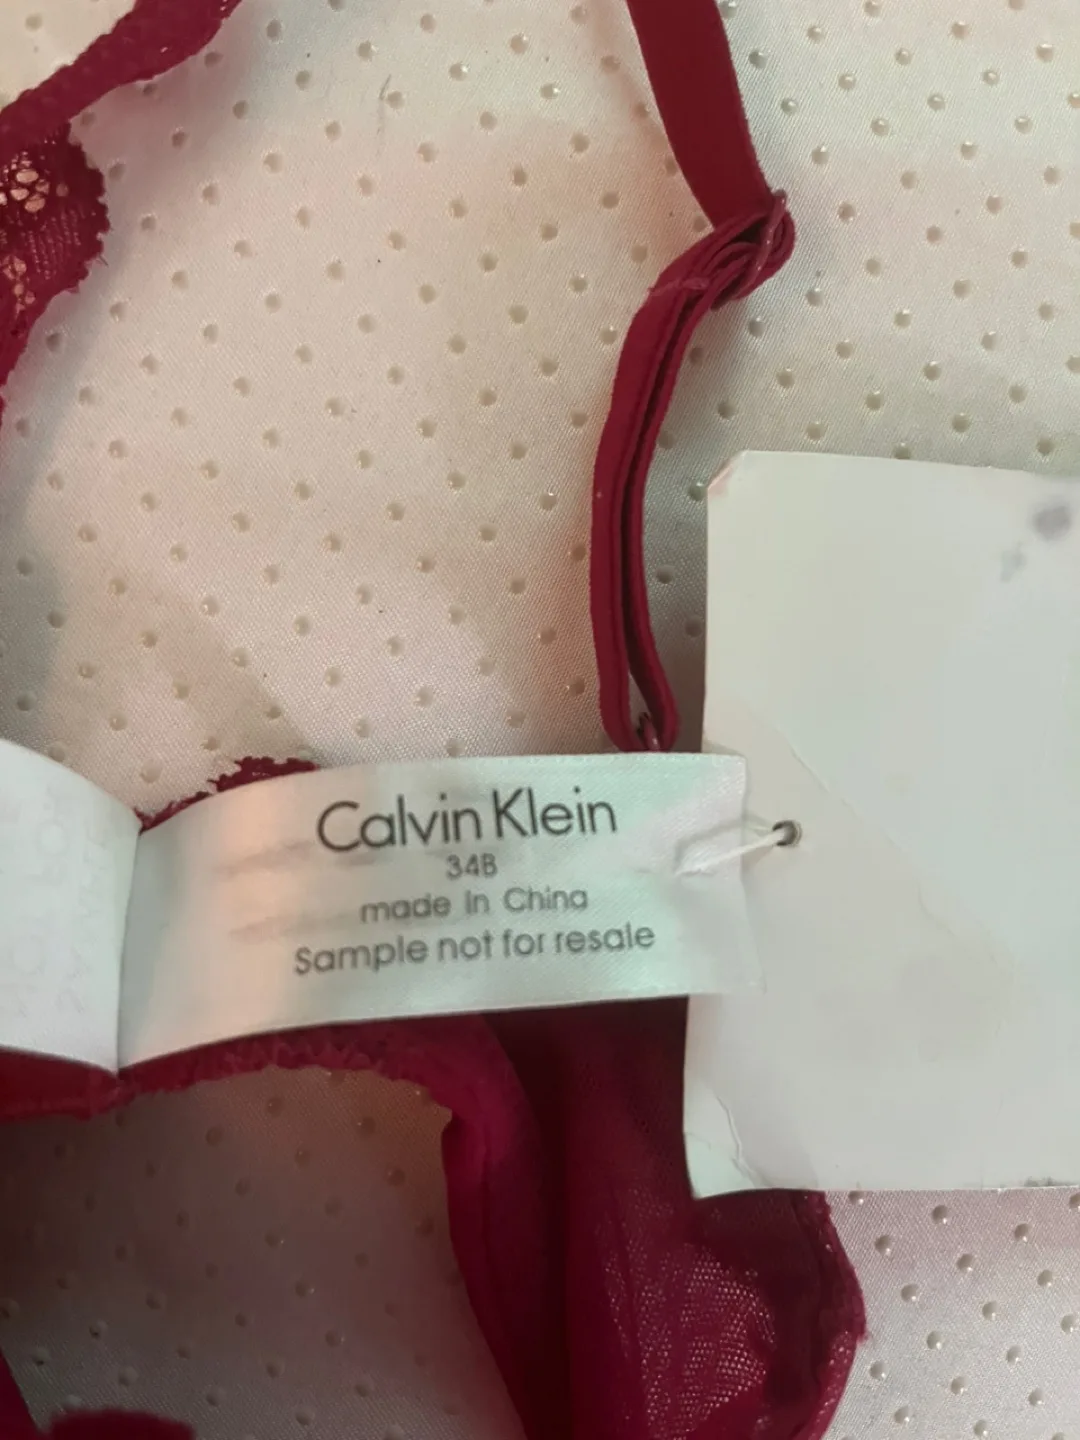 Calvin Klein
34B
made in China
Sample not for resale